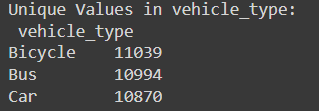 Unique Values in vehicle_type:
vehicle_type
Bicycle 11039
Bus 10994
Car 10870